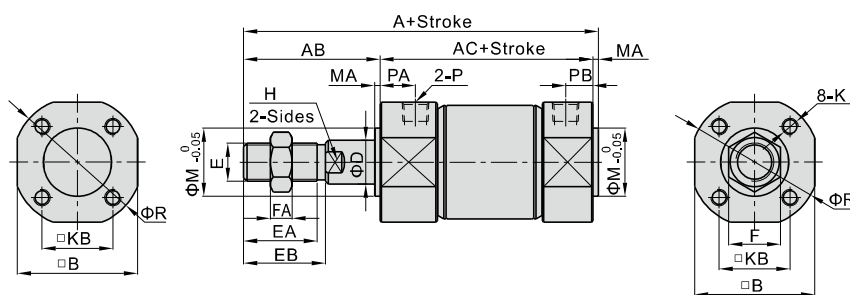 A+Stroke
AB
AC+Stroke
MA
MA
PA
2-P
PB
H
2-Sides
8-K
ΦM 0 -0.05
E
ΦD
ΦM 0 -0.05
ΦR
ΦR
FA
EA
EB
□KB
□B
F
□KB
□B